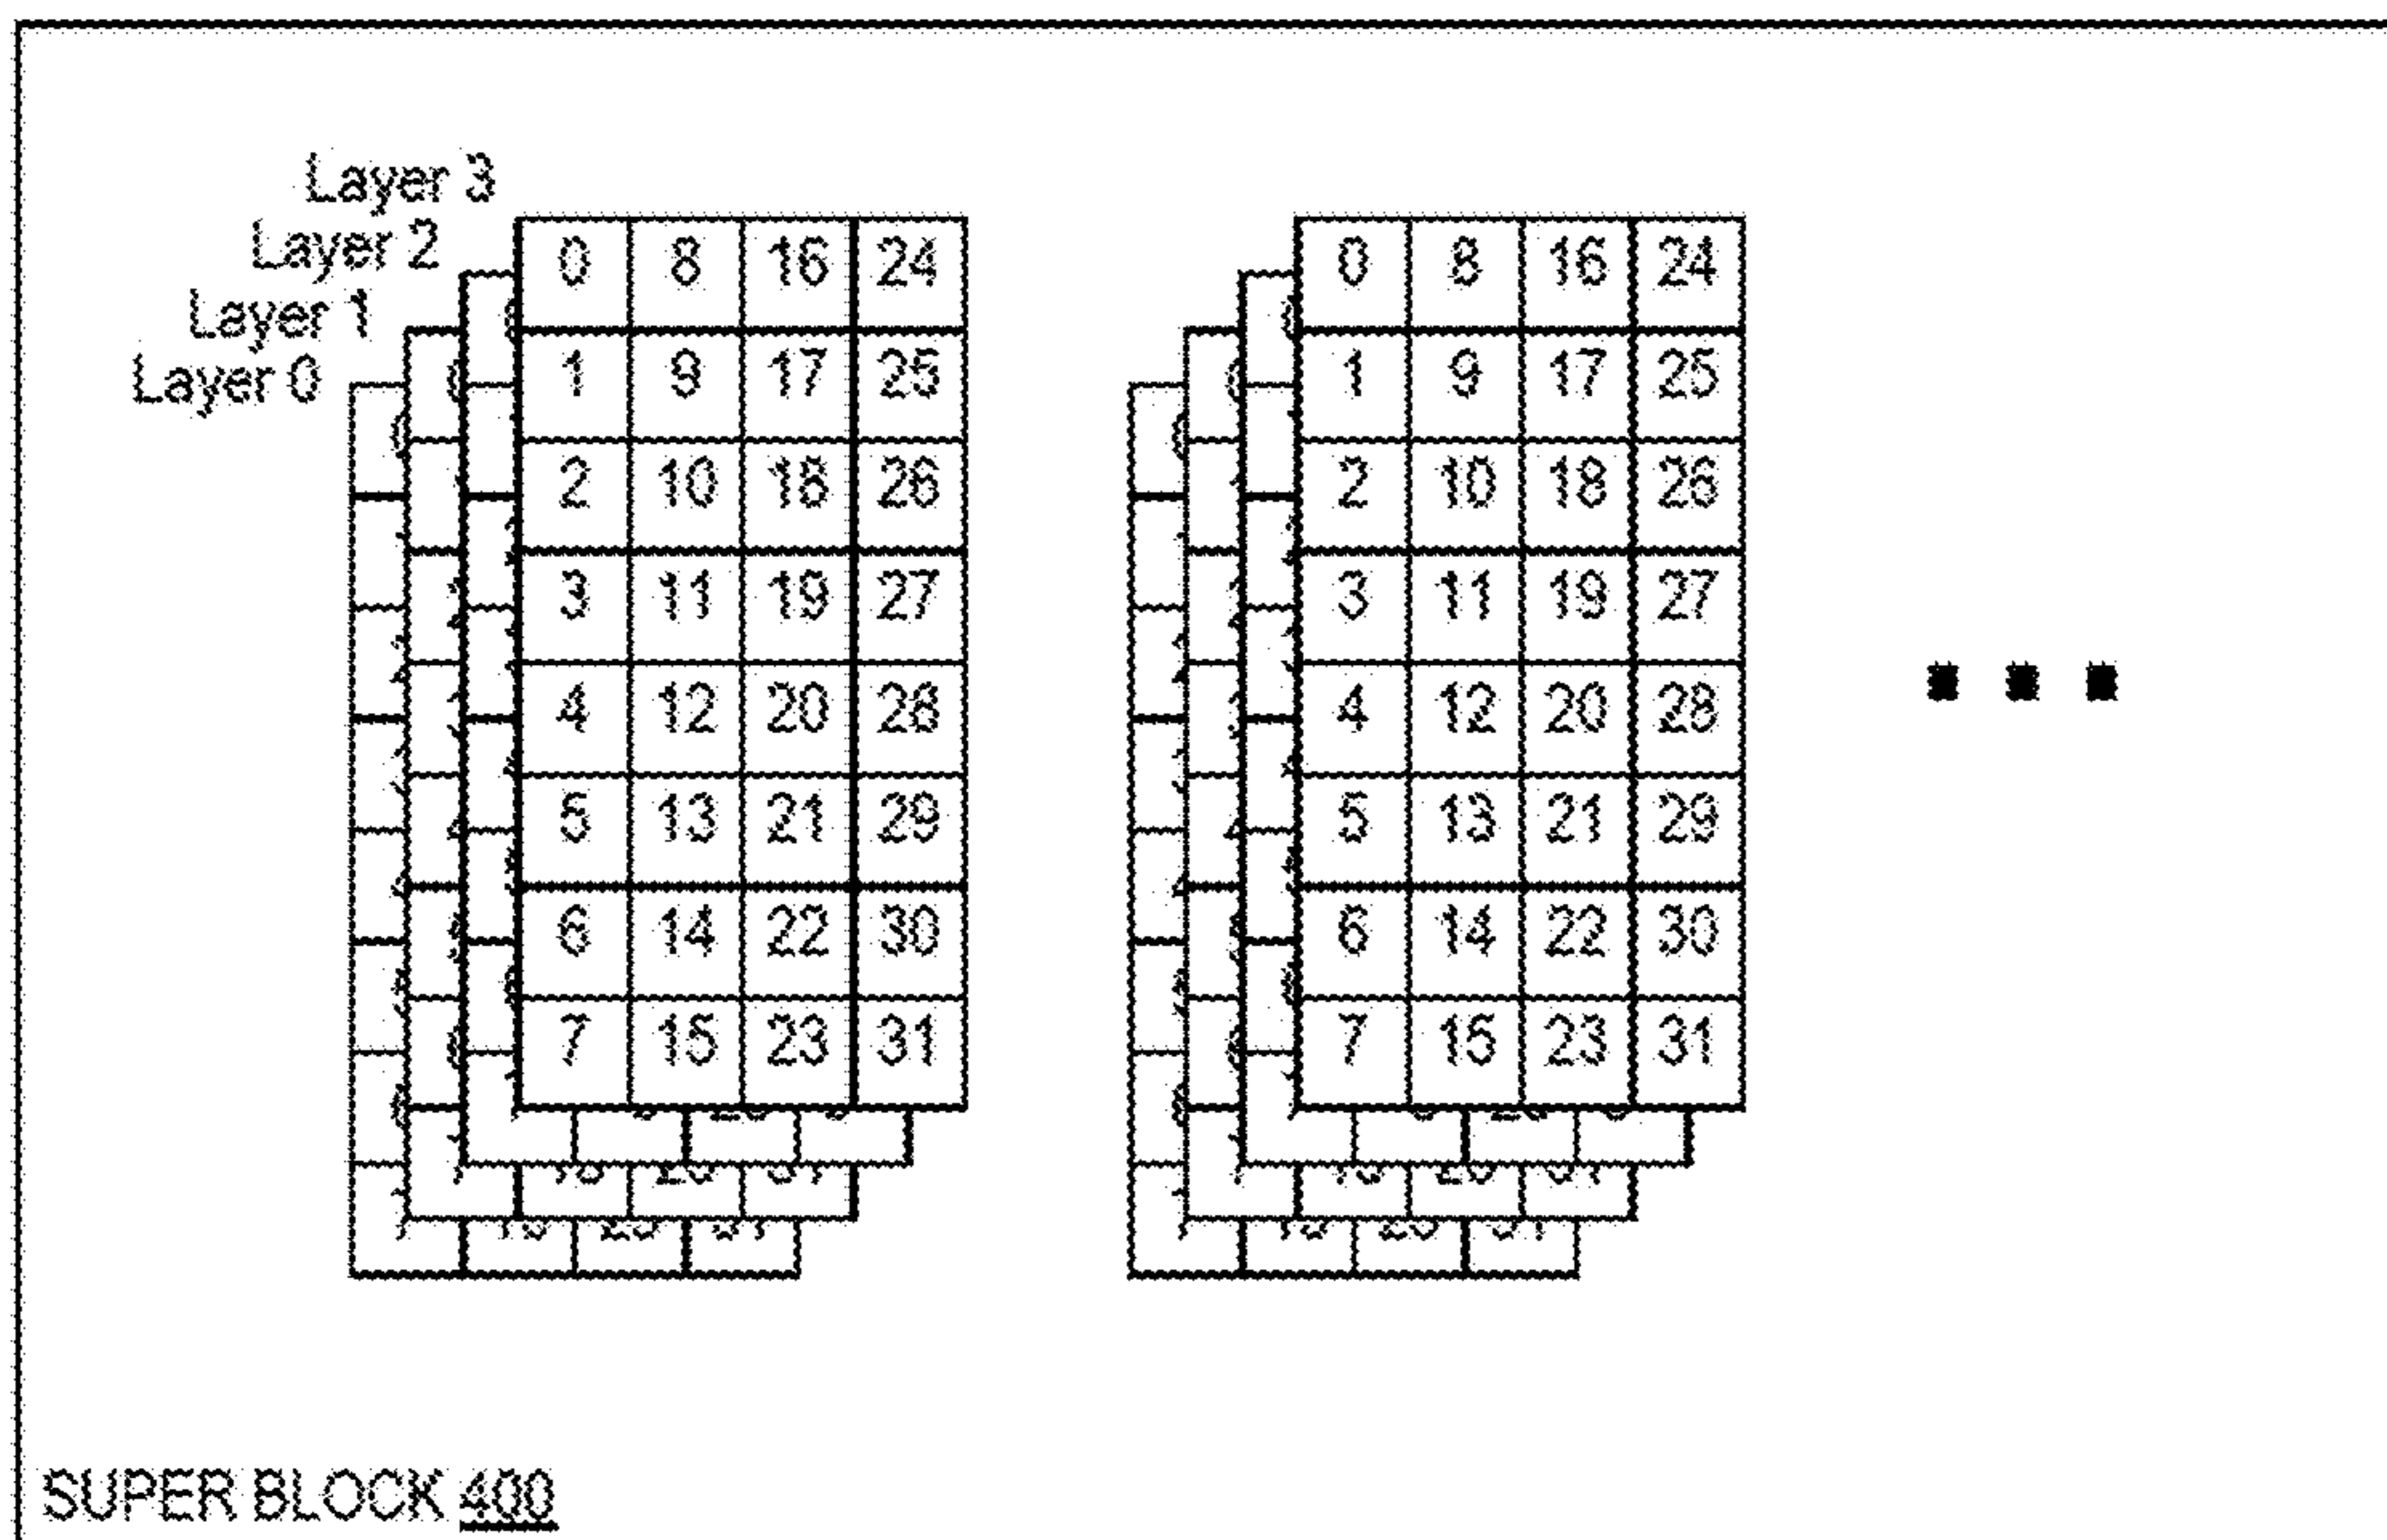 Layer 3
Layer 2
Layer 1
Layer 0
0 8 16 24 0 8 16 24
1 9 17 25 1 9 17 25
2 10 18 26 2 10 18 26
3 11 19 27 3 11 19 27
4 12 20 28 4 12 20 28
5 13 21 29 5 13 21 29
6 14 22 30 6 14 22 30
7 15 23 31 7 15 23 31
SUPER BLOCK 400